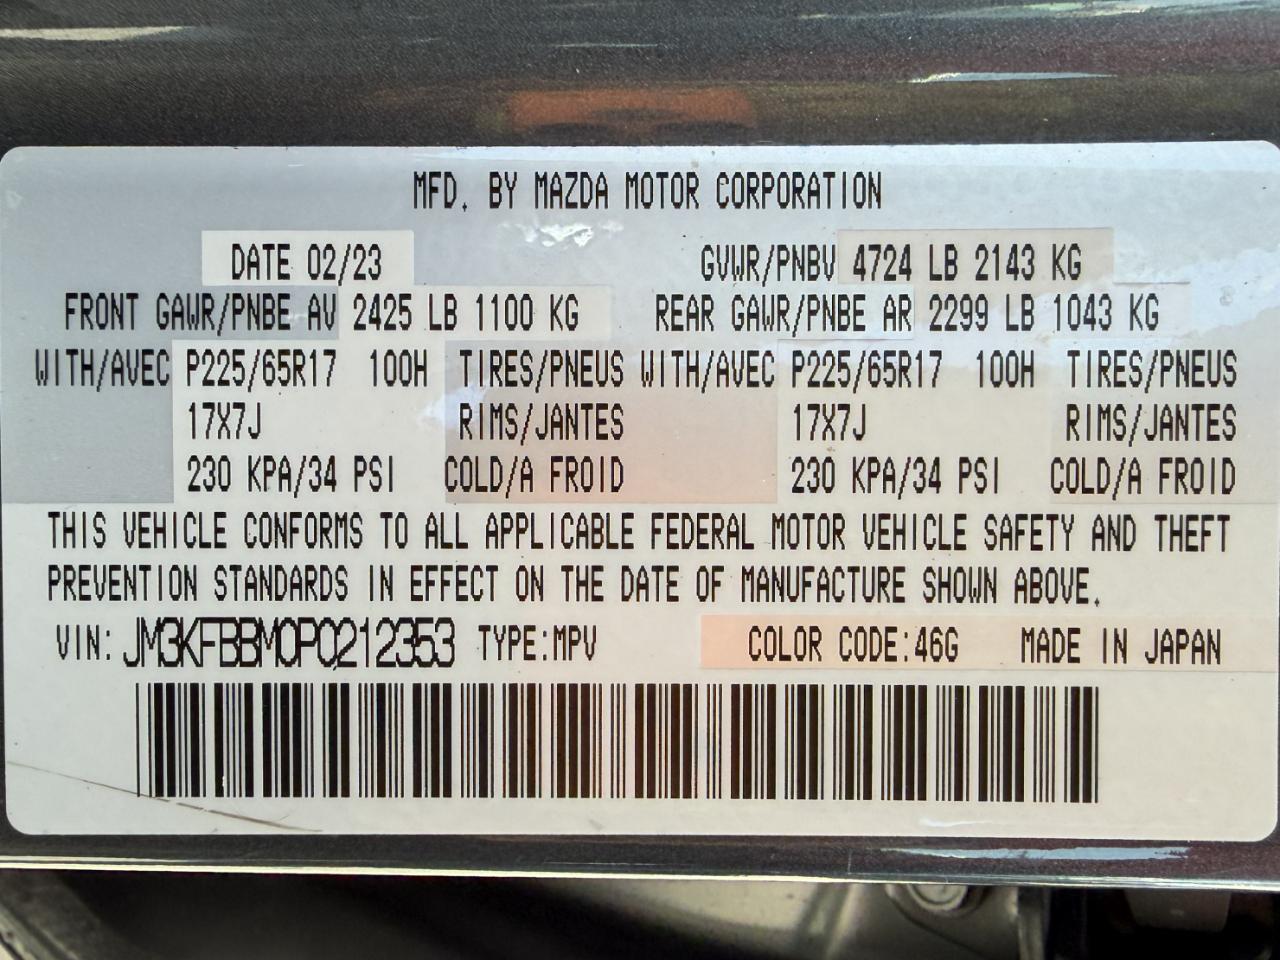 MFD. BY MAZDA MOTOR CORPORATION
DATE 02/23 GVWR/PNBV 4724 LB 2143 KG
FRONT GAWR/PNBE AV 2425 LB 1100 KG REAR GAWR/PNBE AR 2299 LB 1043 KG
WITH/AVEC P225/65R17 100H TIRES/PNEUS WITH/AVEC P225/65R17 100H TIRES/PNEUS
17X7J RIMS/JANTES 17X7J RIMS/JANTES
230 KPA/34 PSI COLD/A FROID 230 KPA/34 PSI COLD/A FROID
THIS VEHICLE CONFORMS TO ALL APPLICABLE FEDERAL MOTOR VEHICLE SAFETY AND THEFT
PREVENTION STANDARDS IN EFFECT ON THE DATE OF MANUFACTURE SHOWN ABOVE.
VIN: JM3KFBBM0P0212353 TYPE:MPV COLOR CODE:46G MADE IN JAPAN